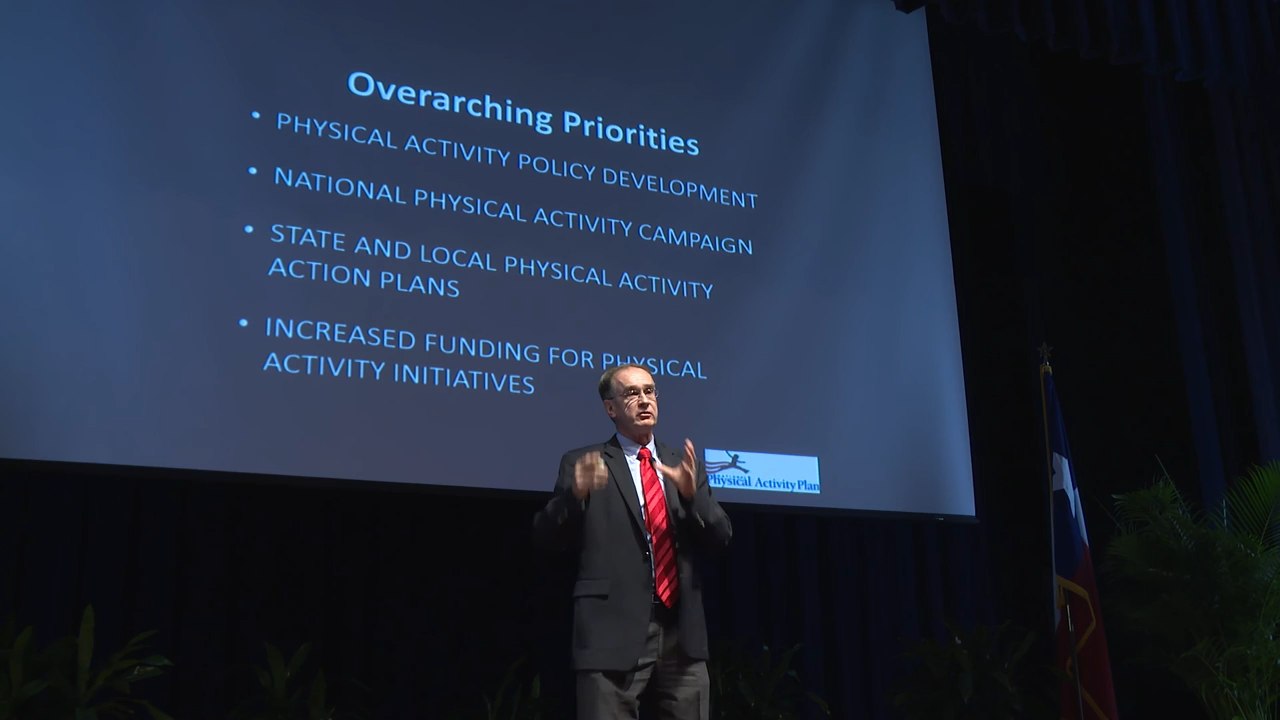 Overarching Priorities
• PHYSICAL ACTIVITY POLICY DEVELOPMENT
• NATIONAL PHYSICAL ACTIVITY CAMPAIGN
• STATE AND LOCAL PHYSICAL ACTIVITY
ACTION PLANS
• INCREASED FUNDING FOR PHYSICAL
ACTIVITY INITIATIVES
Physical Activity Plan